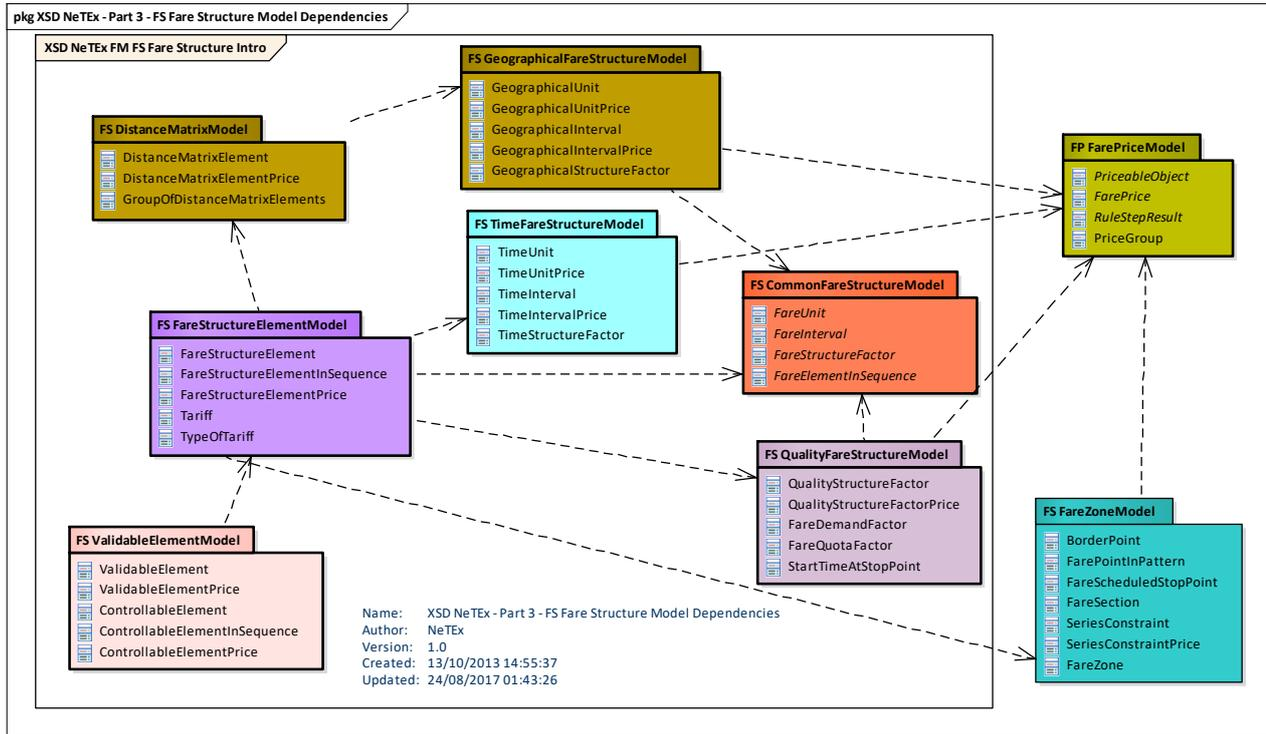 pkg XSD NeTEx - Part 3 - FS Fare Structure Model Dependencies
XSD NeTEx FM FS Fare Structure Intro
FS GeographicalFareStructureModel
GeographicalUnit
GeographicalUnitPrice
GeographicalInterval
GeographicalIntervalPrice
GeographicalStructureFactor
FS DistanceMatrixModel
DistanceMatrixElement
DistanceMatrixElementPrice
GroupOfDistanceMatrixElements
FP FarePriceModel
PriceableObject
FarePrice
RuleStepResult
PriceGroup
FS TimeFareStructureModel
TimeUnit
TimeUnitPrice
TimeInterval
TimeIntervalPrice
TimeStructureFactor
FS CommonFareStructureModel
FareUnit
FareInterval
FareStructureFactor
FareElementInSequence
FS FareStructureElementModel
FareStructureElement
FareStructureElementInSequence
FareStructureElementPrice
Tariff
TypeOfTariff
FS QualityFareStructureModel
QualityStructureFactor
QualityStructureFactorPrice
FareDemandFactor
FareQuotaFactor
StartTimeAtStopPoint
FS FareZoneModel
BorderPoint
FarePointInPattern
FareScheduledStopPoint
FareSection
SeriesConstraint
SeriesConstraintPrice
FareZone
FS ValidableElementModel
ValidableElement
ValidableElementPrice
ControllableElement
ControllableElementInSequence
ControllableElementPrice
Name: XSD NeTEx - Part 3 - FS Fare Structure Model Dependencies
Author: NeTEx
Version: 1.0
Created: 13/10/2013 14:55:37
Updated: 24/08/2017 01:43:26